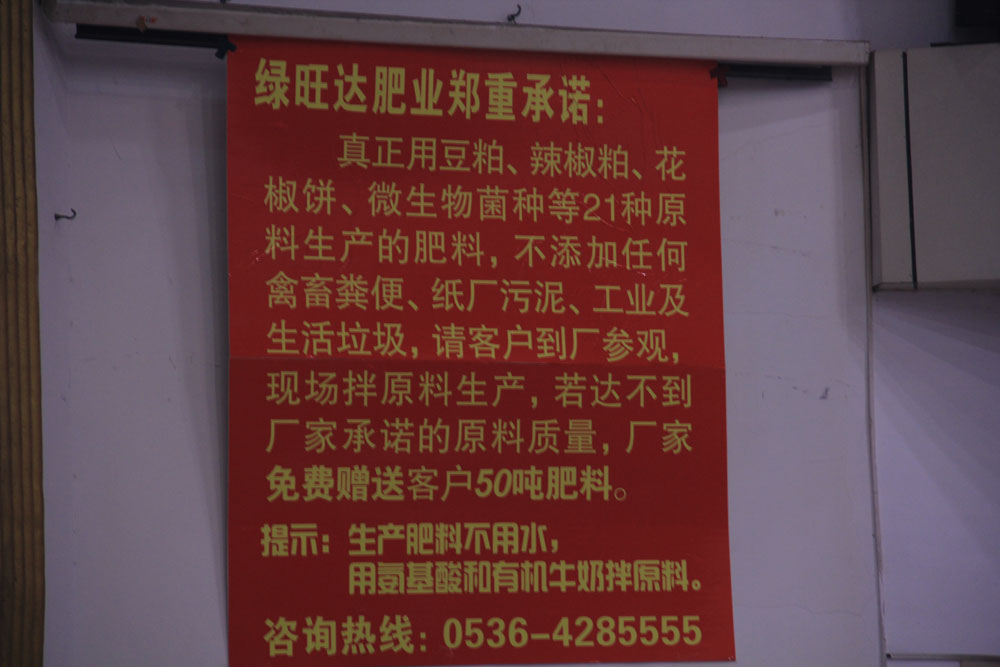 绿旺达肥业郑重承诺：
真正用豆粕、辣椒粕、花
椒饼、微生物菌种等21种原
料生产的肥料，不添加任何
禽畜粪便、纸厂污泥、工业及
生活垃圾，请客户到厂参观，
现场拌原料生产，若达不到
厂家承诺的原料质量，厂家
免费赠送客户50吨肥料。
提示：生产肥料不用水，
用氨基酸和有机牛奶拌原料。
咨询热线：0536-4285555